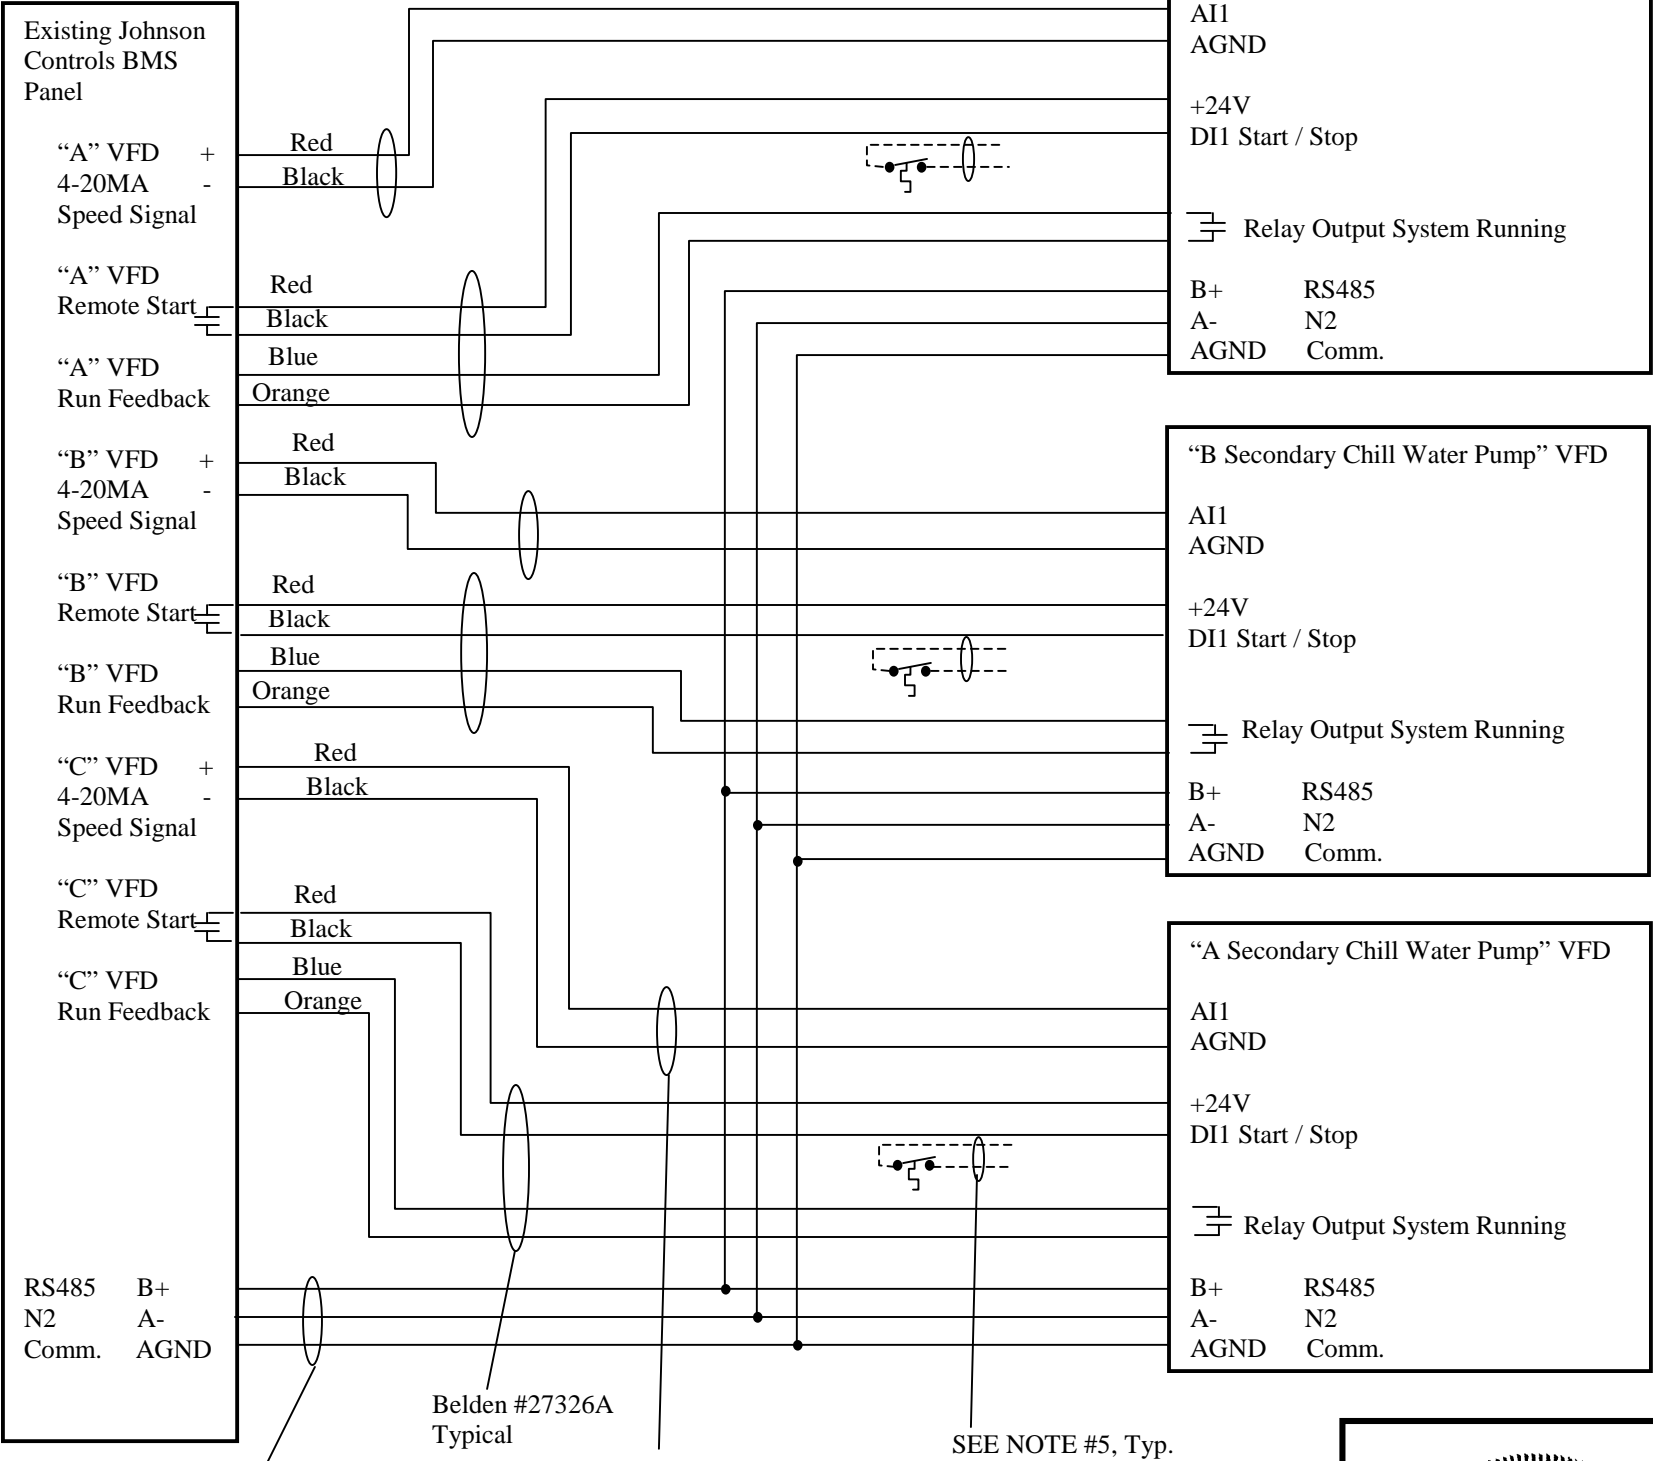 Existing Johnson
Controls BMS
Panel
“A” VFD +
4-20MA -
Speed Signal
“A” VFD
Remote Start
“A” VFD
Run Feedback
“B” VFD +
4-20MA -
Speed Signal
“B” VFD
Remote Start
“B” VFD
Run Feedback
“C” VFD +
4-20MA -
Speed Signal
“C” VFD
Remote Start
“C” VFD
Run Feedback
RS485 B+
N2 A-
Comm. AGND
Red
Black
Red
Black
Blue
Orange
Red
Black
Red
Black
Blue
Orange
Red
Black
Red
Black
Blue
Orange
Belden #27326A
Typical
SEE NOTE #5, Typ.
AI1
AGND
+24V
DI1 Start / Stop
Relay Output System Running
B+ RS485
A- N2
AGND Comm.
“B Secondary Chill Water Pump” VFD
AI1
AGND
+24V
DI1 Start / Stop
Relay Output System Running
B+ RS485
A- N2
AGND Comm.
“A Secondary Chill Water Pump” VFD
AI1
AGND
+24V
DI1 Start / Stop
Relay Output System Running
B+ RS485
A- N2
AGND Comm.